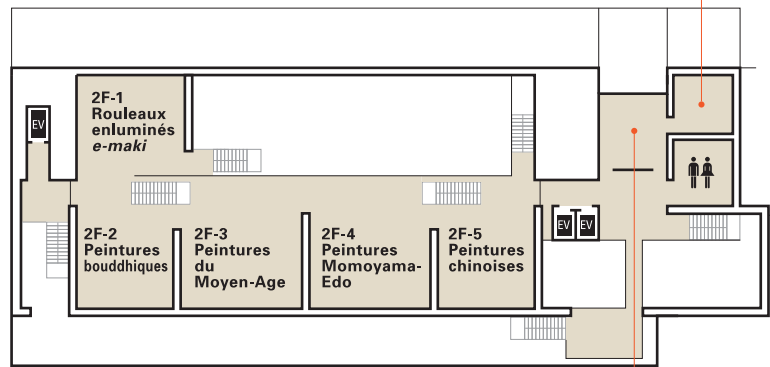 2F-1
Rouleaux
enluminés
e-maki
EV
2F-2
Peintures
bouddhiques
2F-3
Peintures
du
Moyen-Age
2F-4
Peintures
Momoyama-
Edo
2F-5
Peintures
chinoises
EV EV